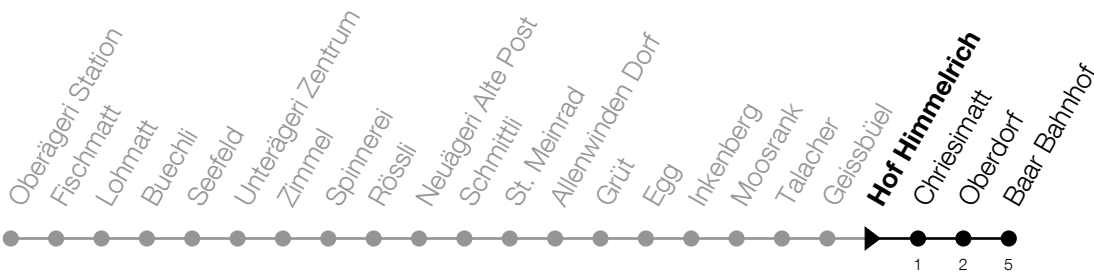 Oberägeri Station
Fischmatt
Lohmatt
Buechli
Seefeld
Unterägeri Zentrum
Zimmel
Spinnerei
Rössli
Neuägeri Alte Post
Schmittli
St. Meinrad
Allenwinden Dorf
Grüt
Egg
Inkenberg
Moosrank
Talacher
Geissbüel
Hof Himmelrich
Chriesimatt
Oberdorf
Baar Bahnhof
1 2 5